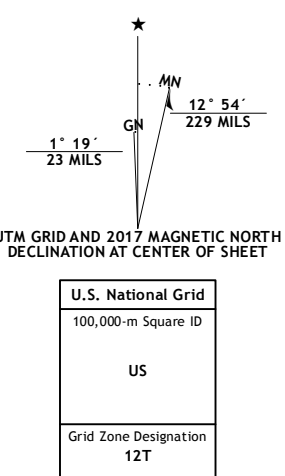 ★
MN
GN
12° 54´
229 MILS
1° 19´
23 MILS
UTM GRID AND 2017 MAGNETIC NORTH
DECLINATION AT CENTER OF SHEET
U.S. National Grid
100,000-m Square ID
US
Grid Zone Designation
12T